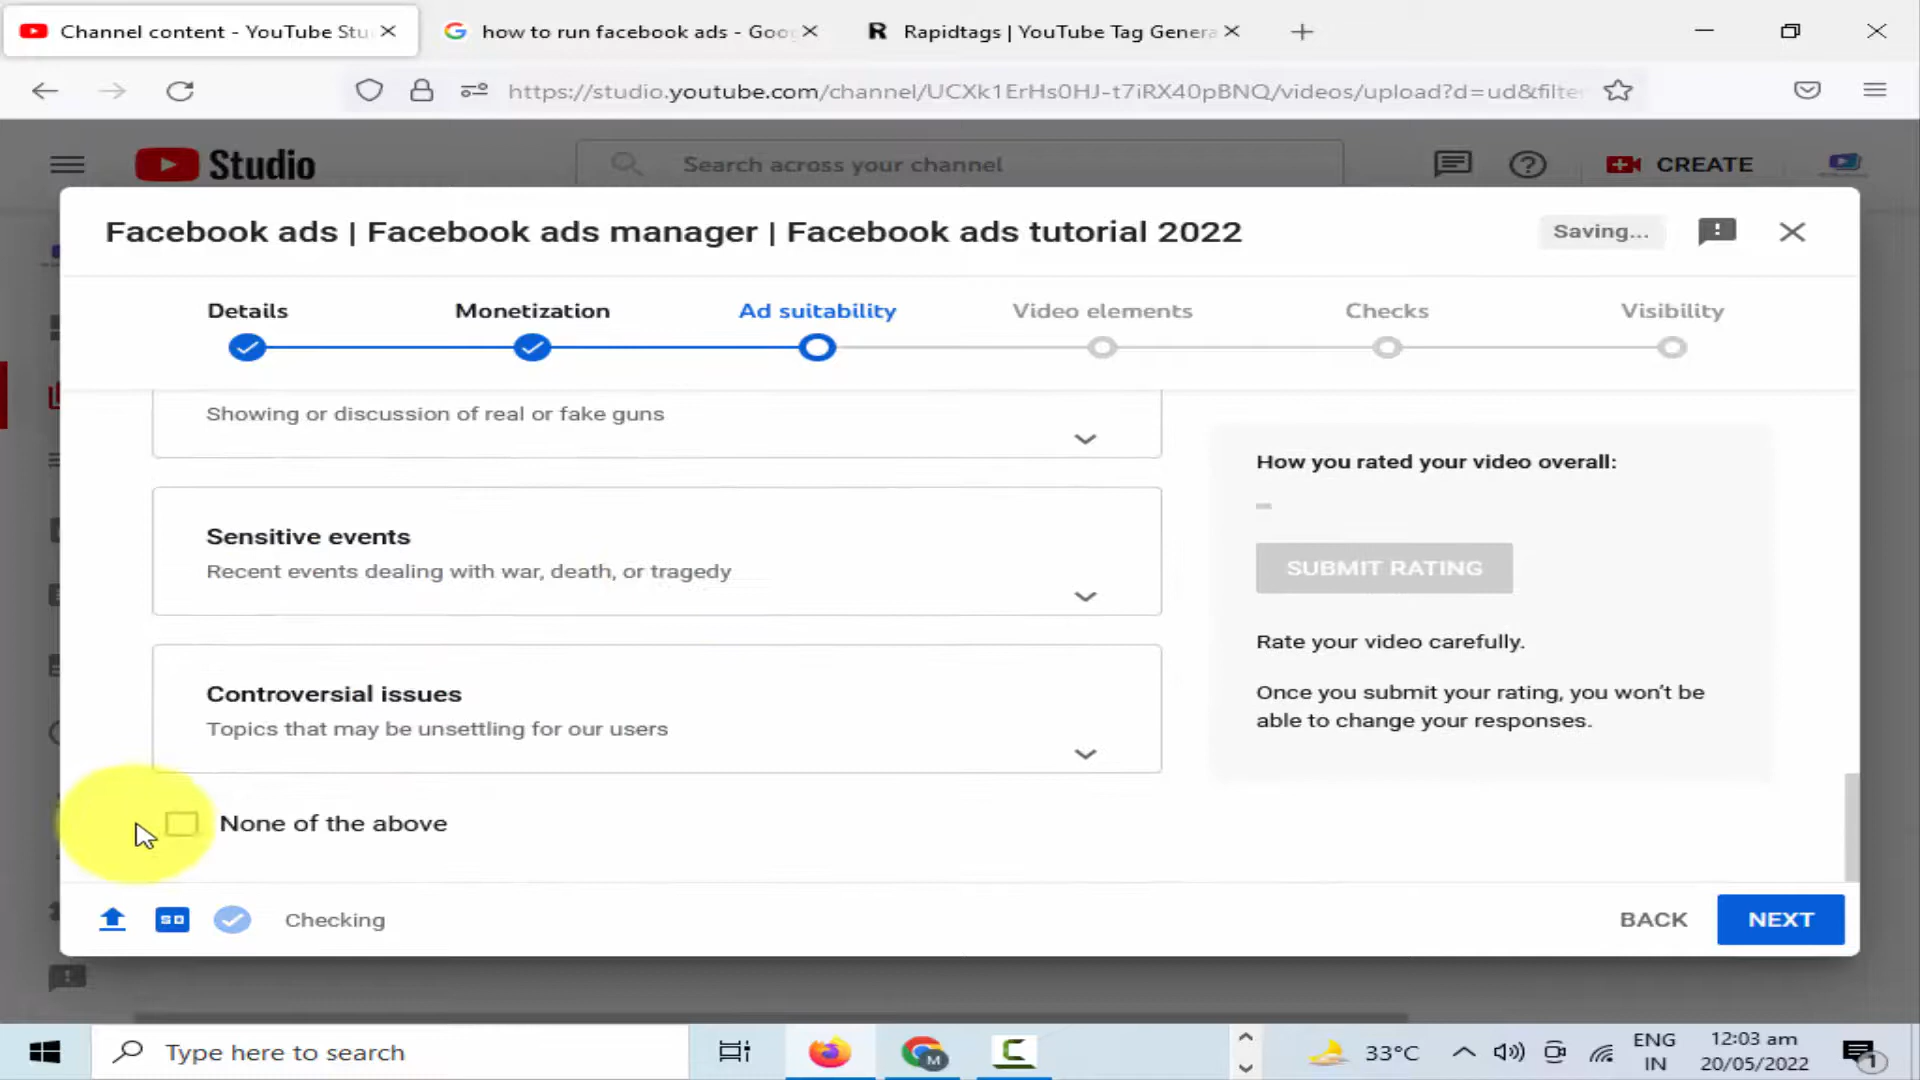 Channel content - YouTube Stu
how to run facebook ads - Goog
R Rapidtags | YouTube Tag Genera
https://studio.youtube.com/channel/UCXk1ErHs0HJ-t7iRX40pBNQ/videos/upload?d=ud&filte
Studio
Search across your channel
CREATE
Facebook ads | Facebook ads manager | Facebook ads tutorial 2022
Saving...
Details
Monetization
Ad suitability
Video elements
Checks
Visibility
Showing or discussion of real or fake guns
Sensitive events
Recent events dealing with war, death, or tragedy
Controversial issues
Topics that may be unsettling for our users
None of the above
How you rated your video overall:
–
SUBMIT RATING
Rate your video carefully.
Once you submit your rating, you won't be
able to change your responses.
SD
Checking
BACK
NEXT
Type here to search
M
33°C
ENG
IN
12:03 am
20/05/2022
1